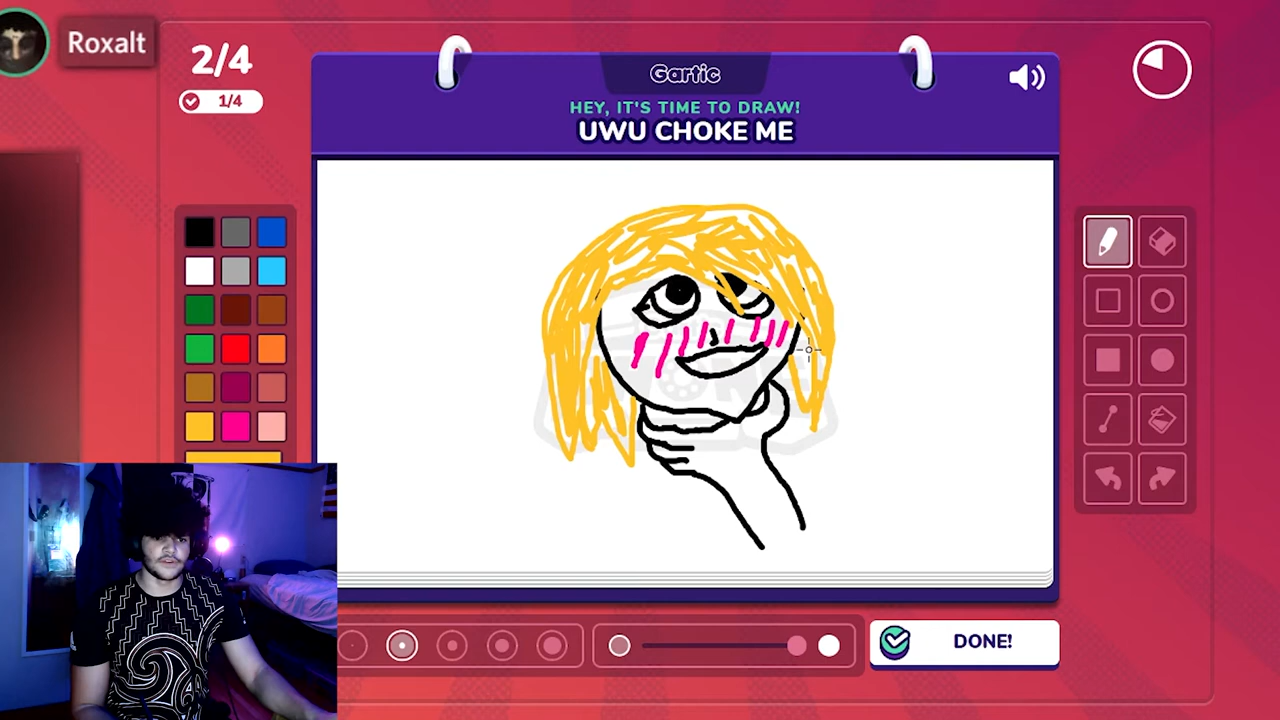 Roxalt
2/4
1/4
Gartic
HEY, IT'S TIME TO DRAW!
UWU CHOKE ME
DONE!